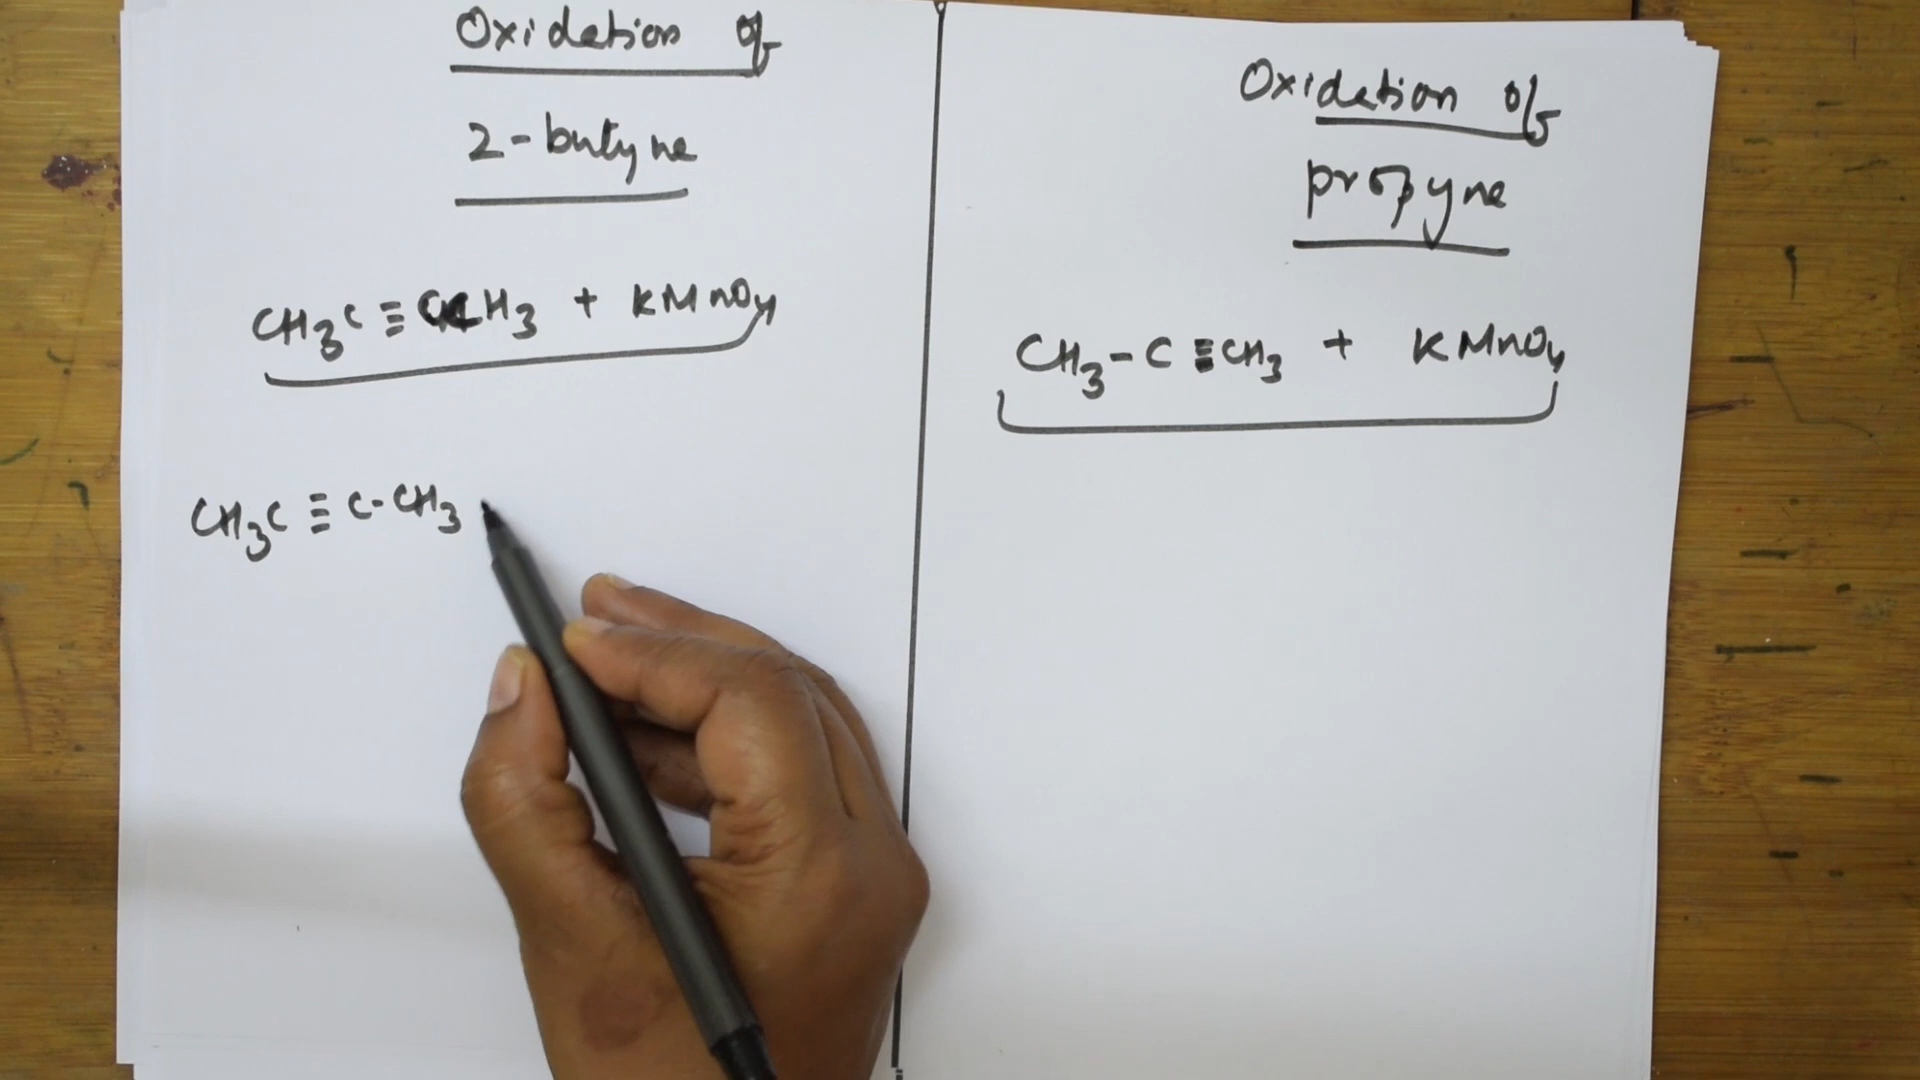 Oxidation of
2-butyne
CH3C ≡ CCH3 + KMnO4
CH3C ≡ C-CH3
Oxidation of
propyne
CH3-C ≡CH3 + KMnO4